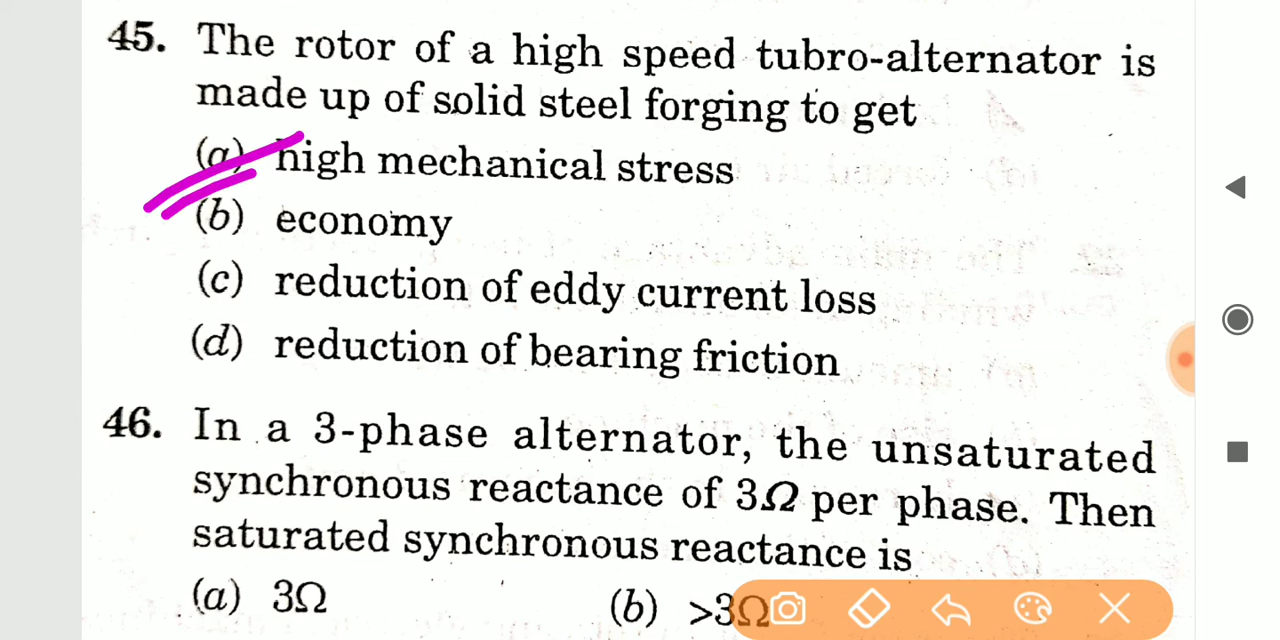 45. The rotor of a high speed tubro-alternator is
made up of solid steel forging to get
(a) high mechanical stress
(b) economy
(c) reduction of eddy current loss
(d) reduction of bearing friction
46. In a 3-phase alternator, the unsaturated
synchronous reactance of 3Ω per phase. Then
saturated synchronous reactance is
(a) 3Ω (b) >3Ω